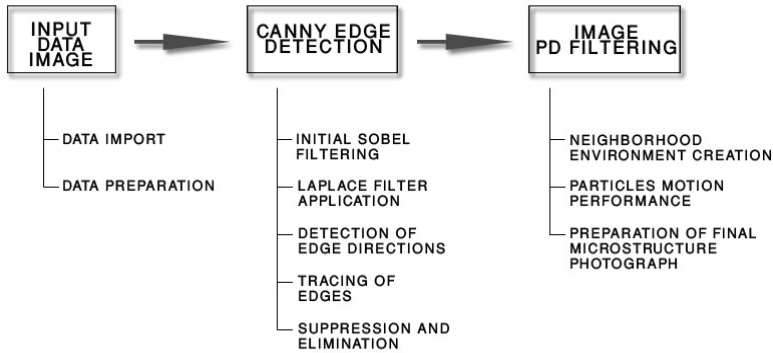 INPUT
DATA
IMAGE
CANNY EDGE
DETECTION
IMAGE
PD FILTERING
DATA IMPORT
DATA PREPARATION
INITIAL SOBEL
FILTERING
LAPLACE FILTER
APPLICATION
DETECTION OF
EDGE DIRECTIONS
TRACING OF
EDGES
SUPPRESSION AND
ELIMINATION
NEIGHBORHOOD
ENVIRONMENT CREATION
PARTICLES MOTION
PERFORMANCE
PREPARATION OF FINAL
MICROSTRUCTURE
PHOTOGRAPH